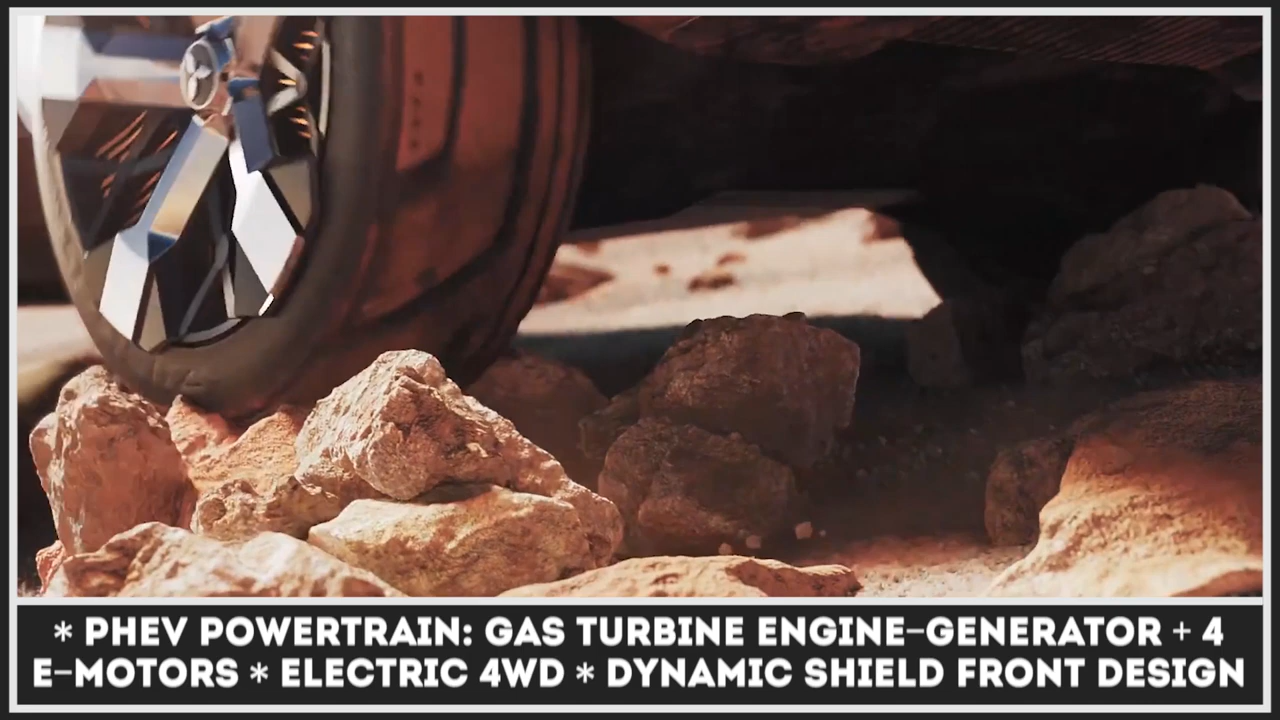 * PHEV POWERTRAIN: GAS TURBINE ENGINE-GENERATOR + 4
E-MOTORS * ELECTRIC 4WD * DYNAMIC SHIELD FRONT DESIGN